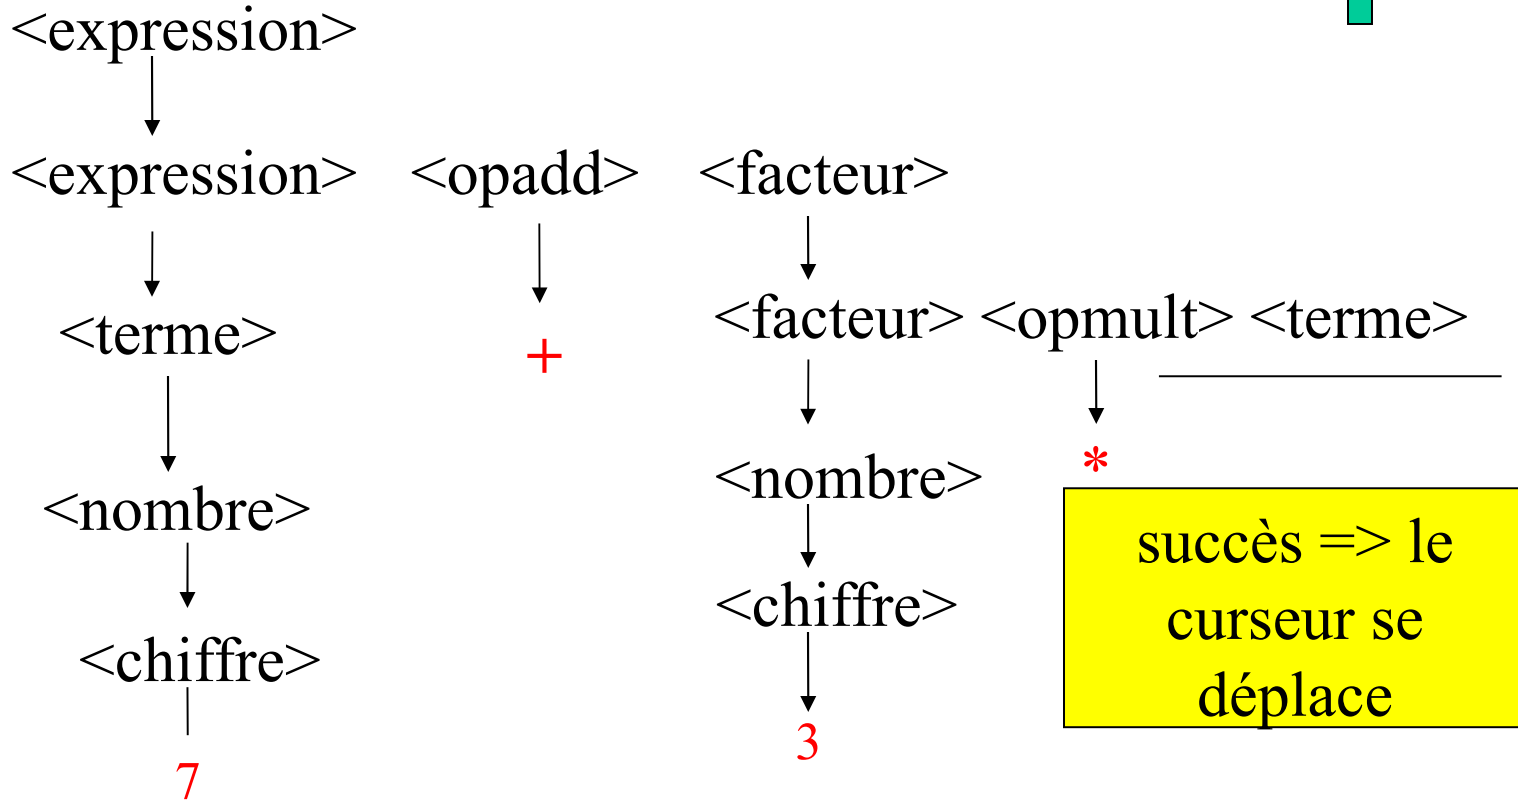 <expression>
<expression> <opadd> <facteur>
<terme> + <facteur> <opmult> <terme>
<nombre> <nombre> *
<chiffre> <chiffre>
7 3
succès => le
curseur se
déplace